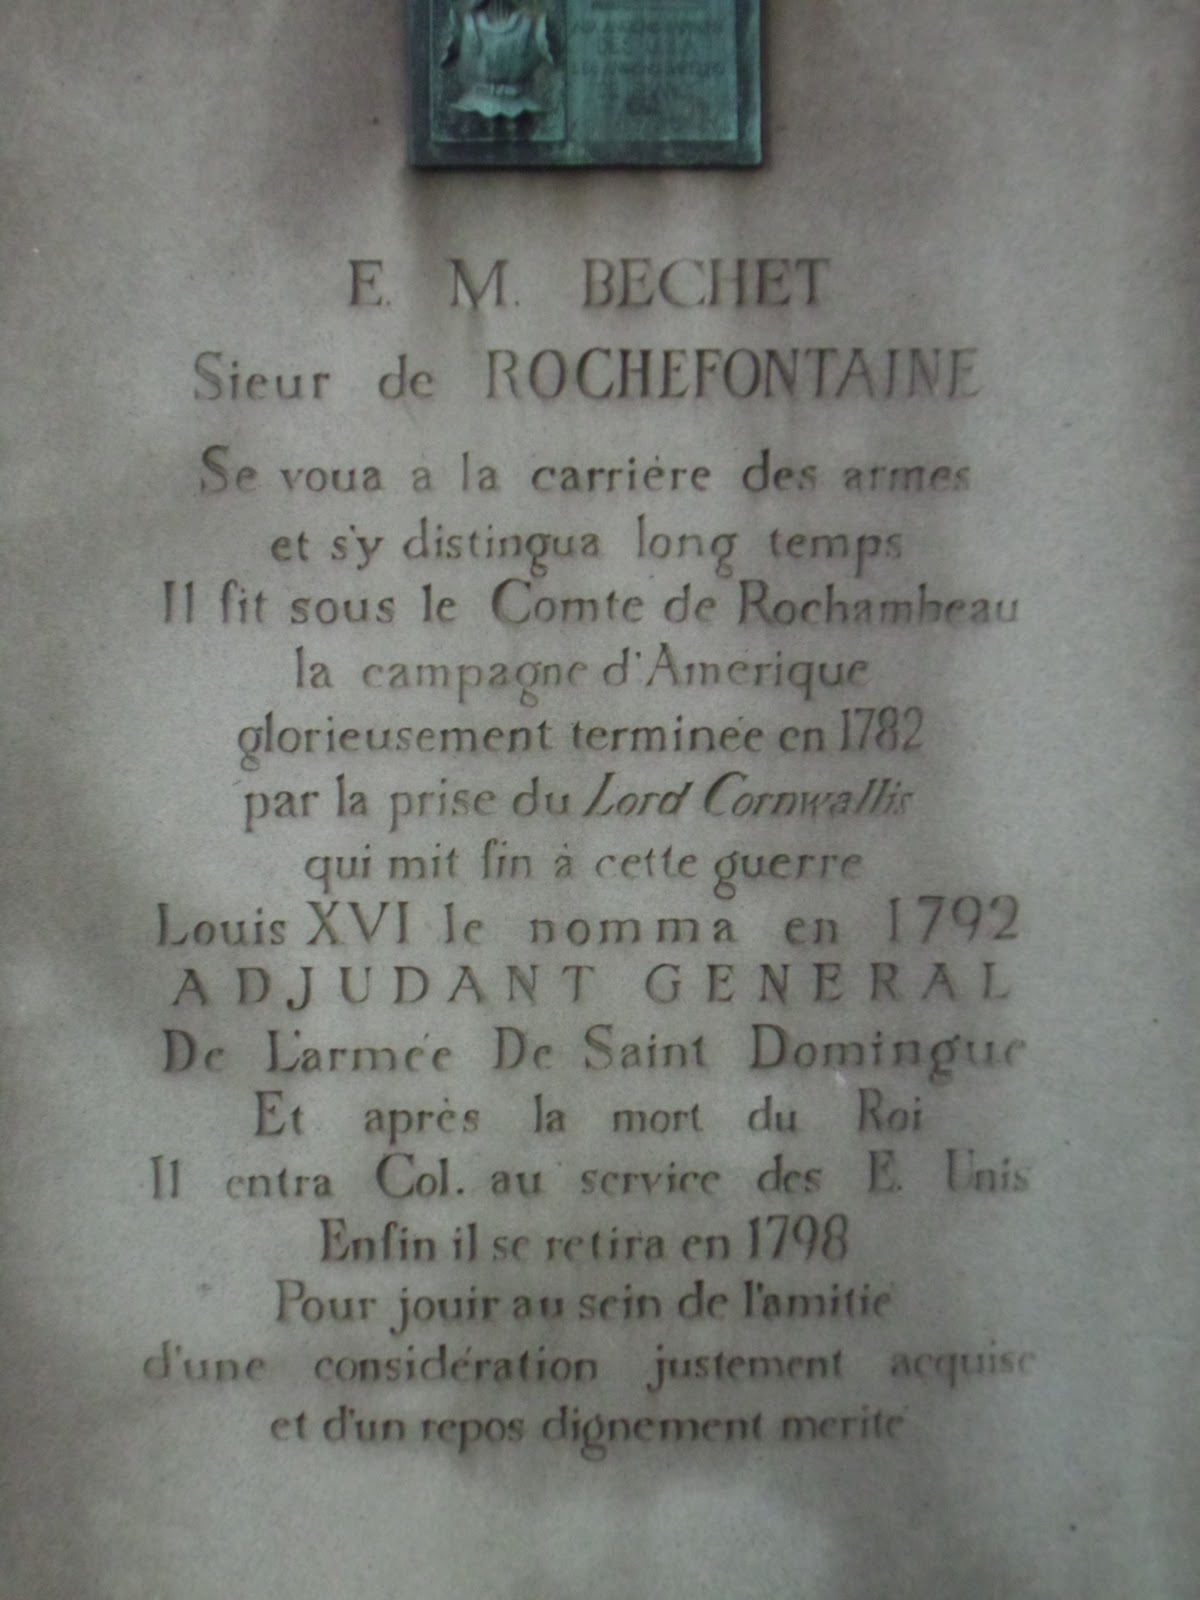 E. M. BECHET
Sieur de ROCHEFONTAINE
Se voua a la carriére des armes
et s'y distingua long temps
Il fit sous le Comte de Rochambeau
la campagne d'Amerique
glorieusement terminée en 1782
par la prise du Lord Cornwallis
qui mit fin à cette guerre
Louis XVI le nomma en 1792
ADJUDANT GENERAL
De L'armée De Saint Domingue
Et après la mort du Roi
Il entra Col. au service des E. Unis
Enfin il se retira en 1798
Pour jouir au sein de l'amitié
d'une considération justement acquise
et d'un repos dignement merité